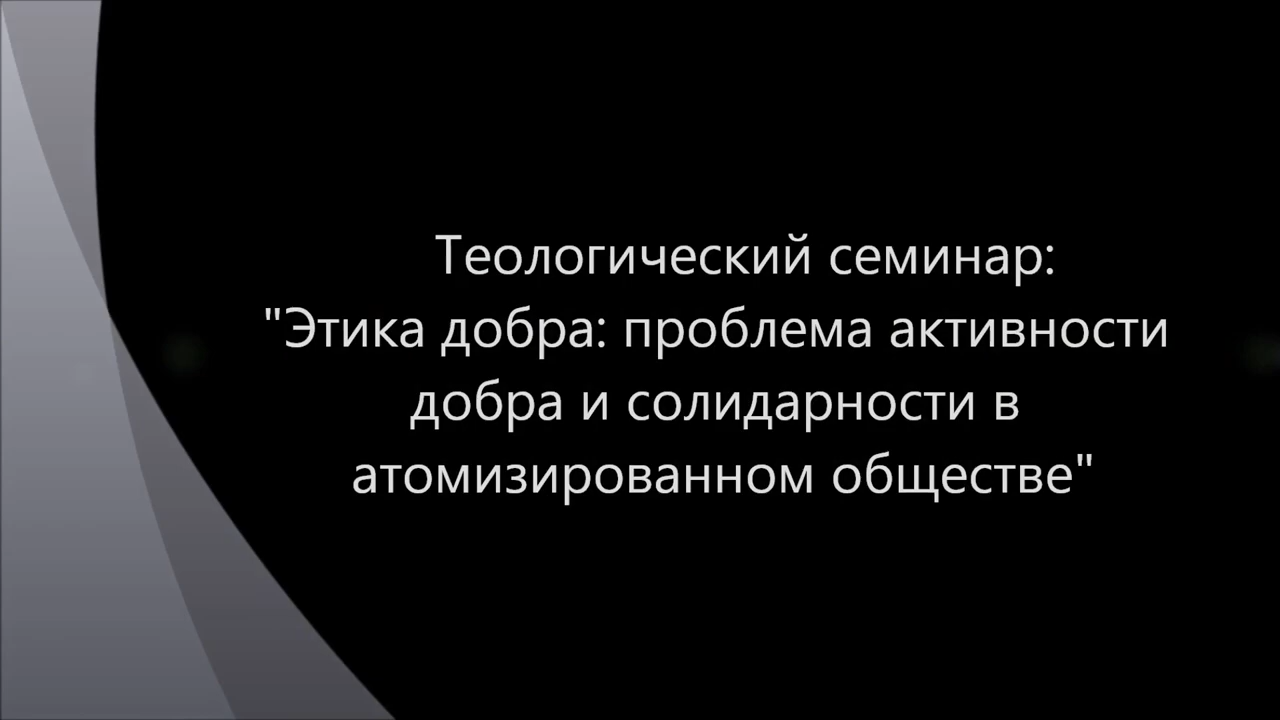 Теологический семинар:
"Этика добра: проблема активности
добра и солидарности в
атомизированном обществе"